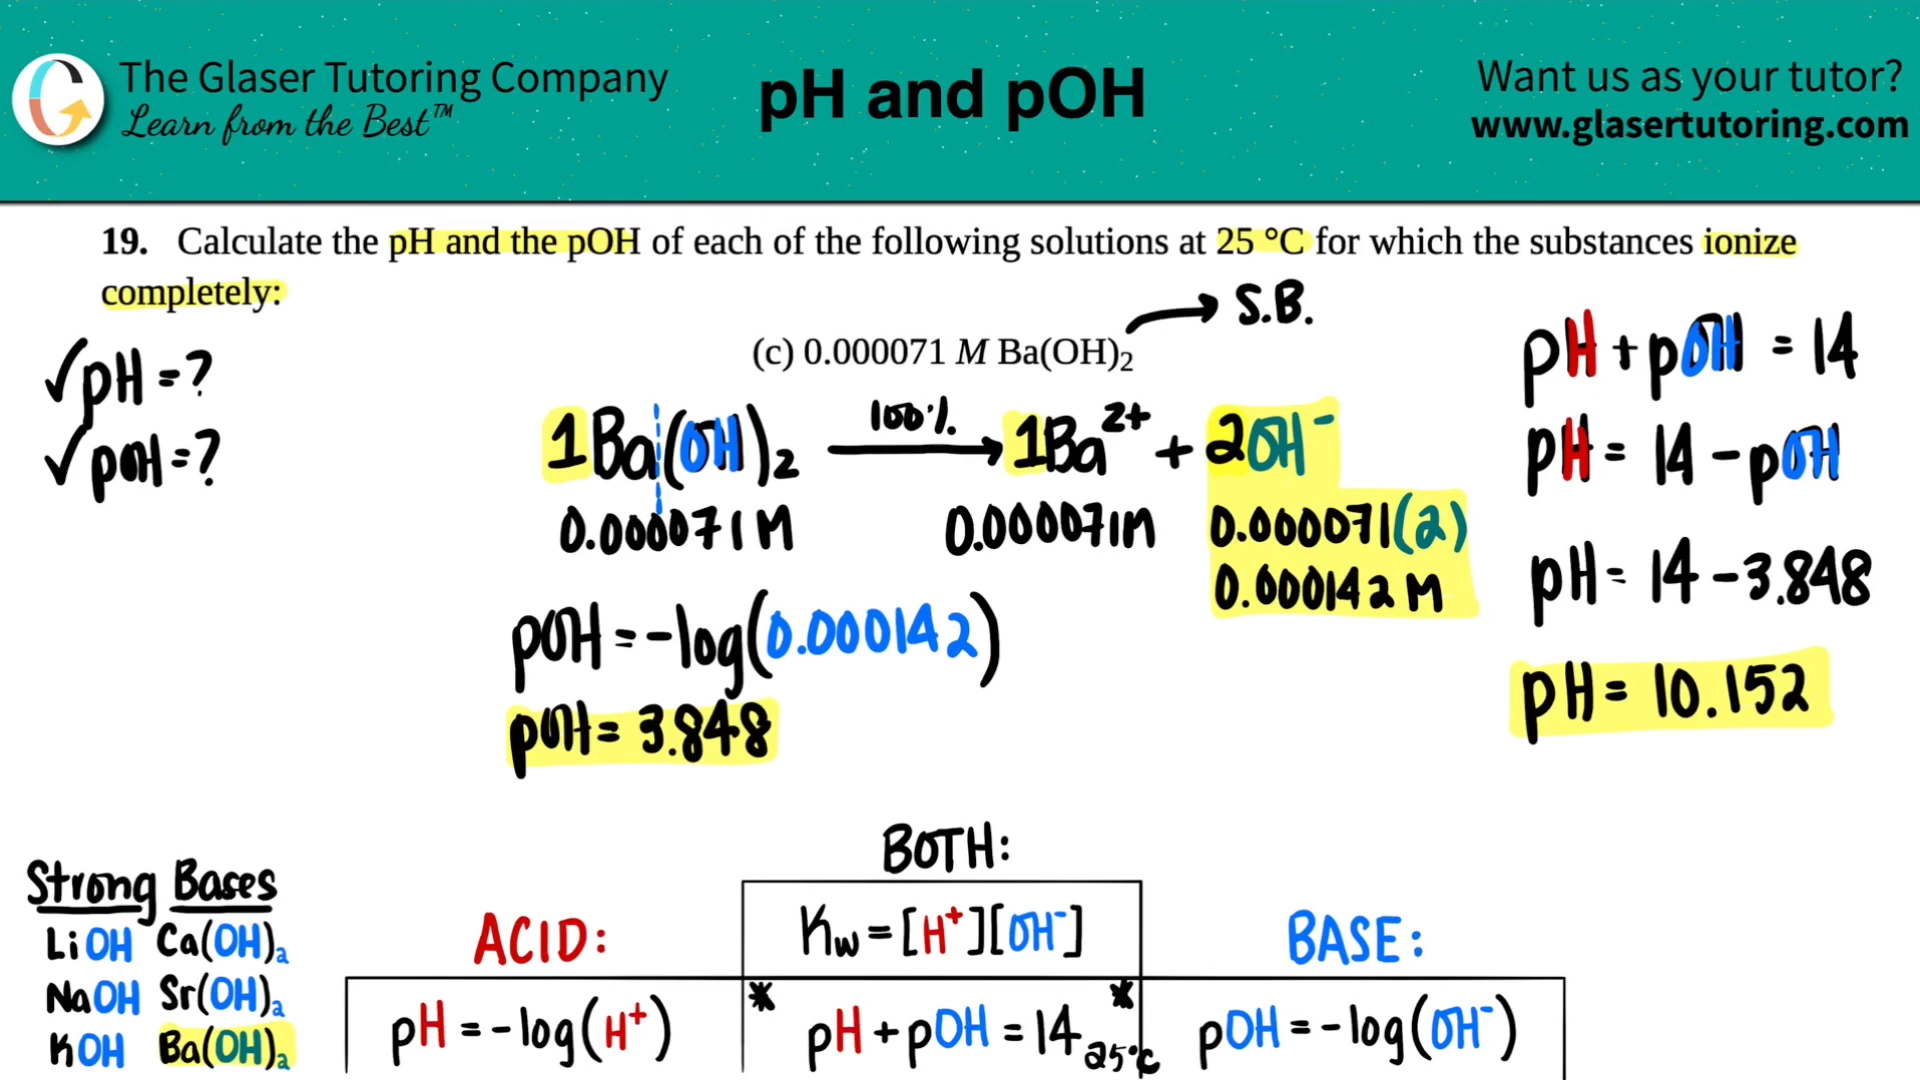 The Glaser Tutoring Company
Learn from the Best™
pH and pOH
Want us as your tutor?
www.glasertutoring.com
19. Calculate the pH and the pOH of each of the following solutions at 25 °C for which the substances ionize
completely:
(c) 0.000071 M Ba(OH)₂
S.B.
✓pH = ?
✓pOH = ?
1Ba(OH)₂ 100% → 1Ba²⁺ + 2OH⁻
0.000071M 0.000071M 0.000071(2)
0.000142M
pOH = -log(0.000142)
pOH = 3.848
pH + pOH = 14
pH = 14 - pOH
pH = 14 - 3.848
pH = 10.152
Strong Bases
LiOH Ca(OH)₂
NaOH Sr(OH)₂
KOH Ba(OH)₂
ACID:
pH = -log(H⁺)
BOTH:
Kw = [H⁺][OH⁻]
* *
pH + pOH = 14 25°C
BASE:
pOH = -log(OH⁻)